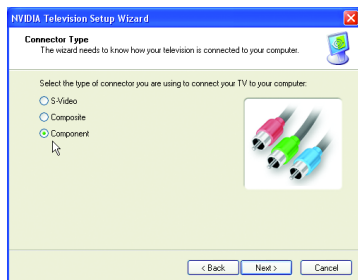 NVIDIA Television Setup Wizard
Connector Type
The wizard needs to know how your television is connected to your computer.
Select the type of connector you are using to connect your TV to your computer:
S-Video
Composite
Component
< Back
Next >
Cancel